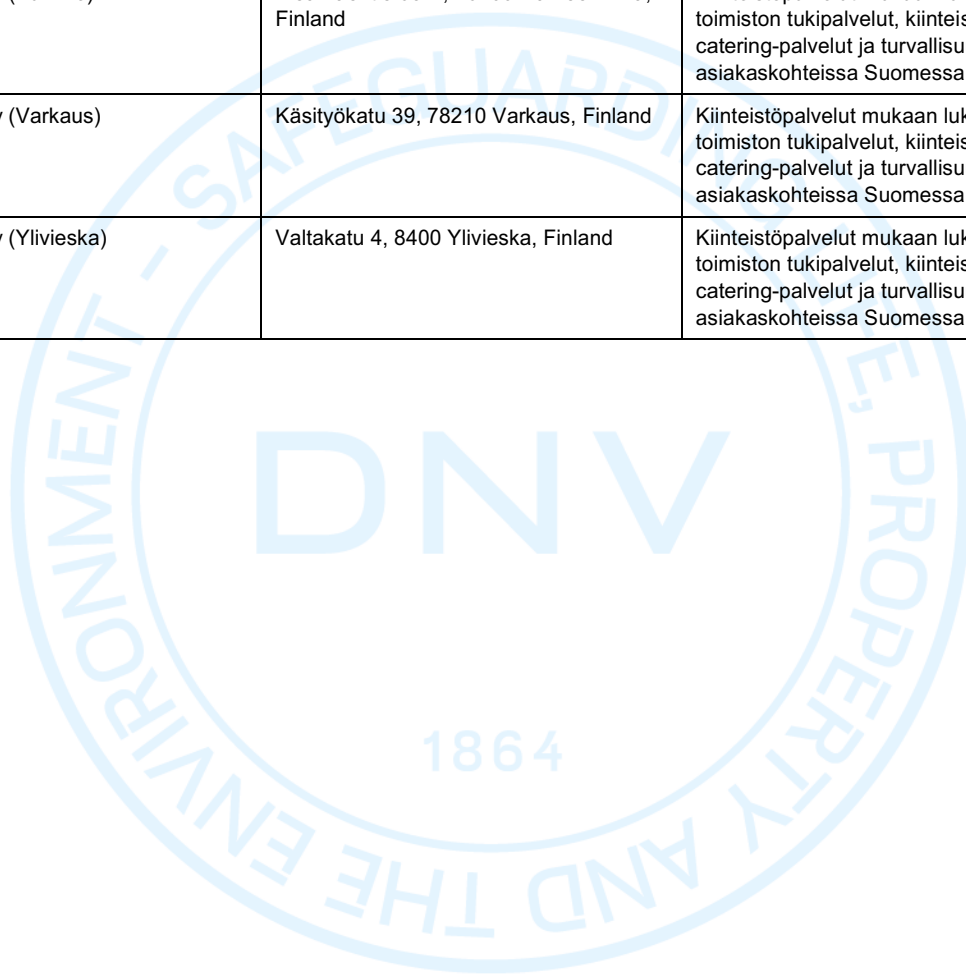 Finland
toimiston tukipalvelut, kiinteis
catering-palvelut ja turvallisu
asiakaskohteissa Suomessa
y (Varkaus)
Käsityökatu 39, 78210 Varkaus, Finland
Kiinteistöpalvelut mukaan luk
toimiston tukipalvelut, kiinteis
catering-palvelut ja turvallisu
asiakaskohteissa Suomessa
y (Ylivieska)
Valtakatu 4, 8400 Ylivieska, Finland
Kiinteistöpalvelut mukaan luk
toimiston tukipalvelut, kiinteis
catering-palvelut ja turvallisu
asiakaskohteissa Suomessa
SAFEGUARDING LIFE, PROPERTY AND THE ENVIRONMENT -
DNV
1864